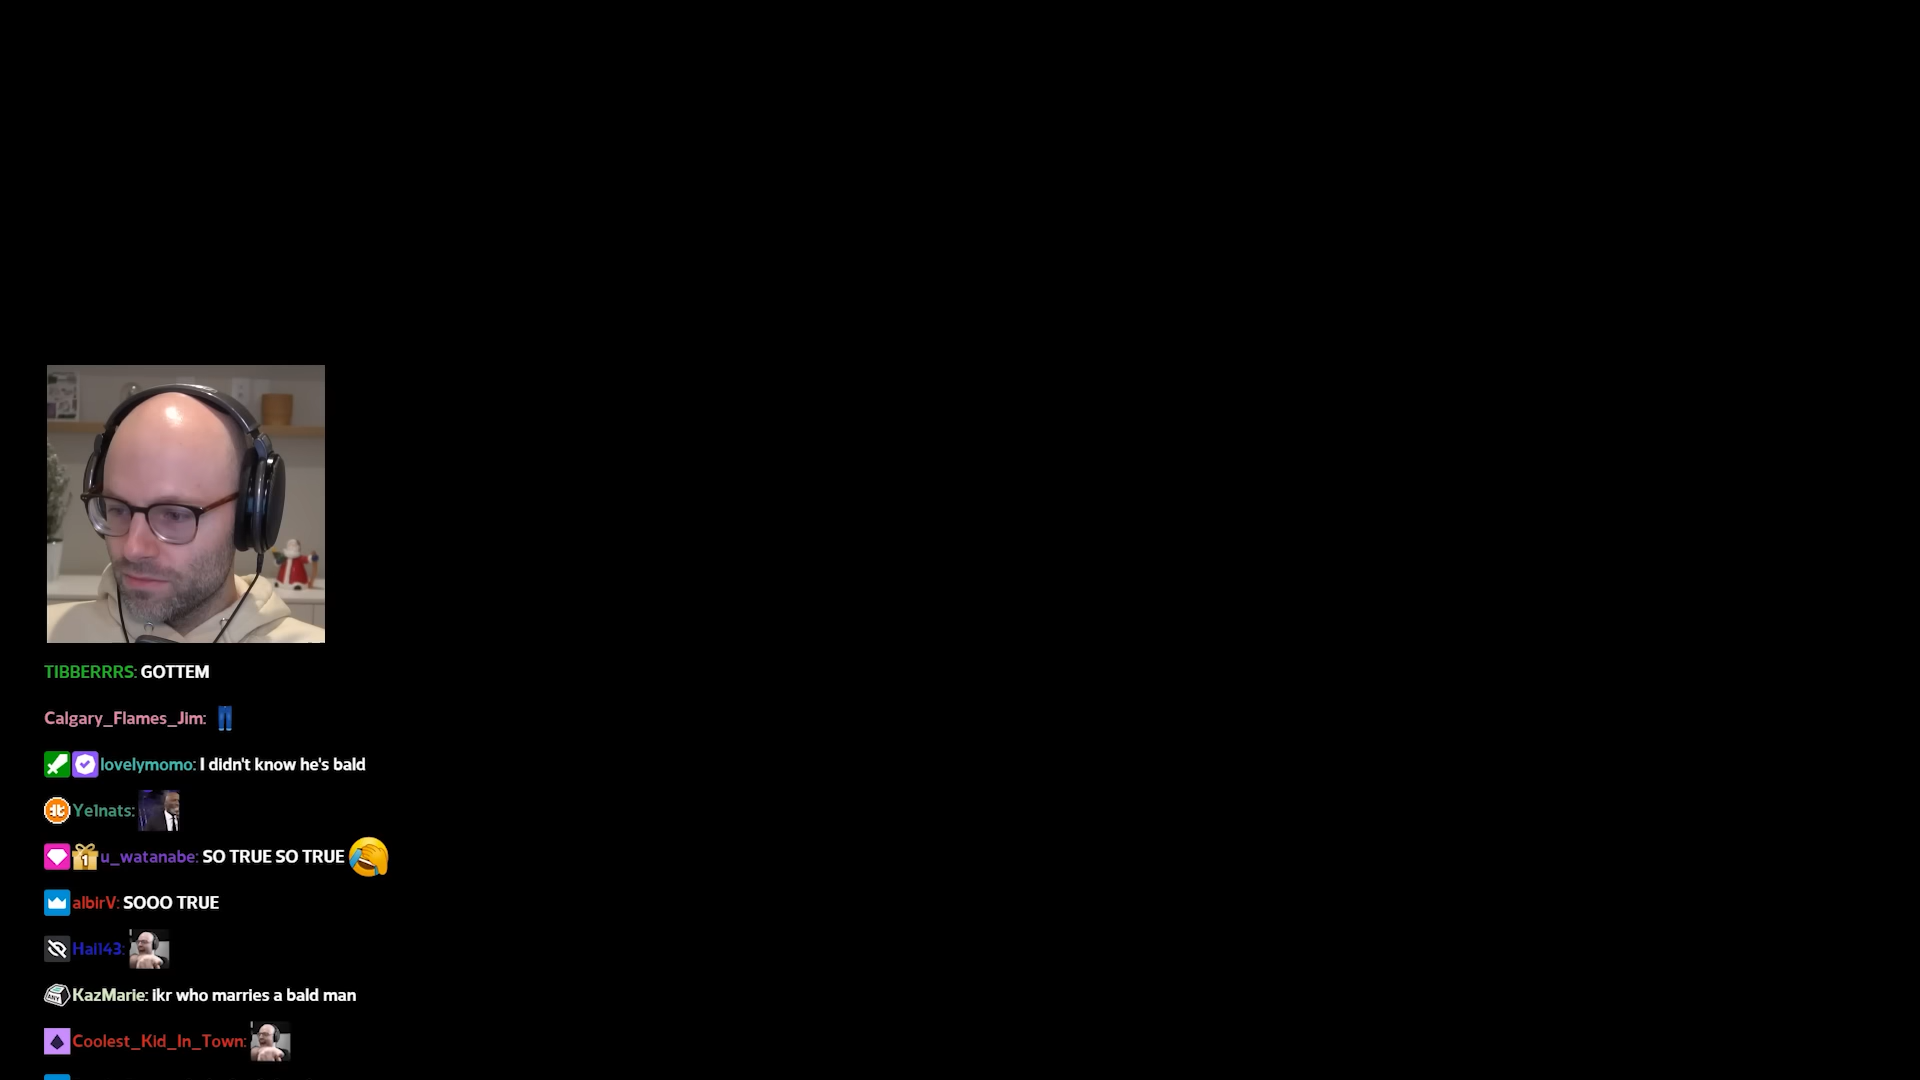 TIBBERRRS: GOTTEM
Calgary_Flames_Jim:
lovelymomo: I didn't know he's bald
Ye1nats:
u_watanabe: SO TRUE SO TRUE
albirV: SOOO TRUE
Hal143:
KazMarie: ikr who marries a bald man
Coolest_Kid_In_Town: